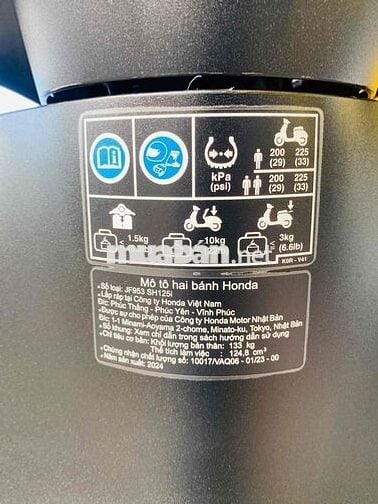 kPa
(psi)
200 225
(29) (33)
200 225
(29) (33)
≤ 1.5kg
≤ 10kg
≤ 3kg
(6.6lb)
K0R - V41
muaban.net
Mô tô hai bánh Honda
•Số loại: JF953 SH125i
•Lắp ráp tại Công ty Honda Việt Nam
Đ/c: Phúc Thắng - Phúc Yên - Vĩnh Phúc
•Được sự cho phép của Công ty Honda Motor Nhật Bản
Đ/c: 1-1 Minami-Aoyama 2-chome, Minato-ku, Tokyo, Nhật Bản
•Số khung: Xem chỉ dẫn trong sách hướng dẫn sử dụng
•Chỉ tiêu cơ bản: Khối lượng bản thân: 133 kg
Thể tích làm việc : 124,8 cm³
•Chứng nhận chất lượng số: 10017/VAQ06 - 01/23 - 00
•Năm sản xuất: 2024